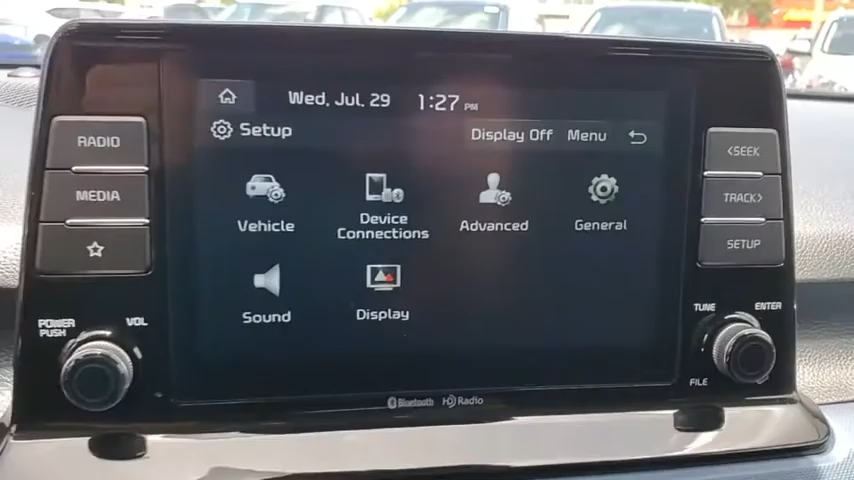 Wed, Jul. 29 1:27 PM
Setup Display Off Menu
RADIO
MEDIA
Vehicle
Device
Connections
Advanced
General
Sound
Display
<SEEK
TRACK>
SETUP
POWER
PUSH
VOL
TUNE
ENTER
FILE
Bluetooth HD Radio